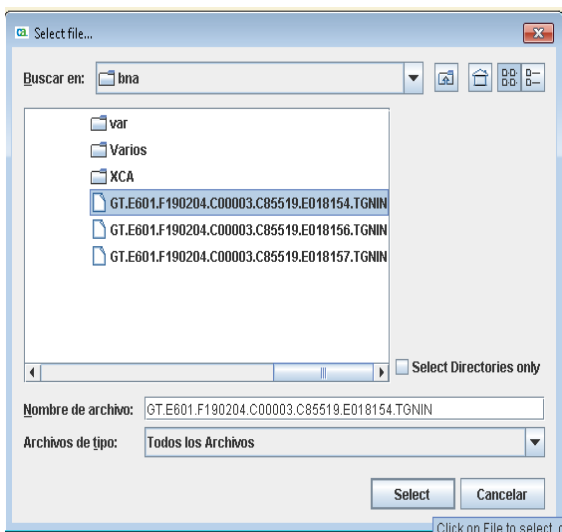 ca Select file...
Buscar en: bna
var
Varios
XCA
GT.E601.F190204.C00003.C85519.E018154.TGNIN
GT.E601.F190204.C00003.C85519.E018156.TGNIN
GT.E601.F190204.C00003.C85519.E018157.TGNIN
Select Directories only
Nombre de archivo: GT.E601.F190204.C00003.C85519.E018154.TGNIN
Archivos de tipo: Todos los Archivos
Select Cancelar
Click on File to select,